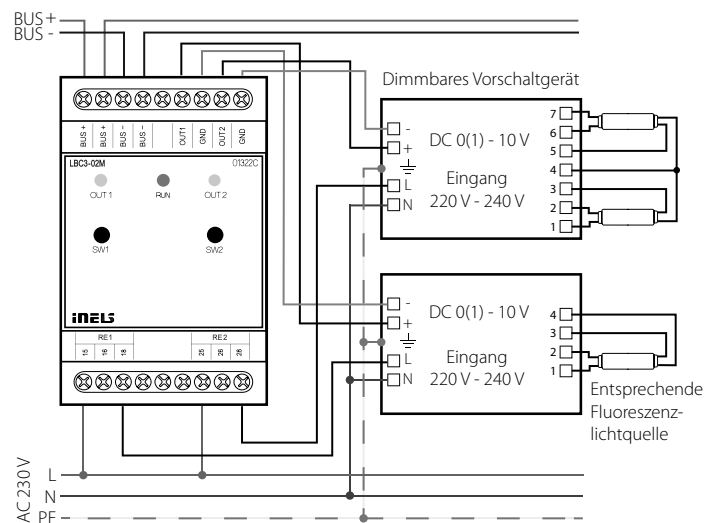 BUS +
BUS -
BUS +
BUS +
BUS -
BUS -
OUT1
GND
OUT2
GND
LBC3-02M
01322C
OUT 1
RUN
OUT 2
SW1
SW2
inELS
RE1
RE2
15
16
18
25
26
28
Dimmbares Vorschaltgerät
-
+
L
N
DC 0(1) - 10 V
Eingang
220 V - 240 V
7
6
5
4
3
2
1
-
+
L
N
DC 0(1) - 10 V
Eingang
220 V - 240 V
4
3
2
1
Entsprechende
Fluoreszenz-
lichtquelle
AC 230 V
L
N
PE